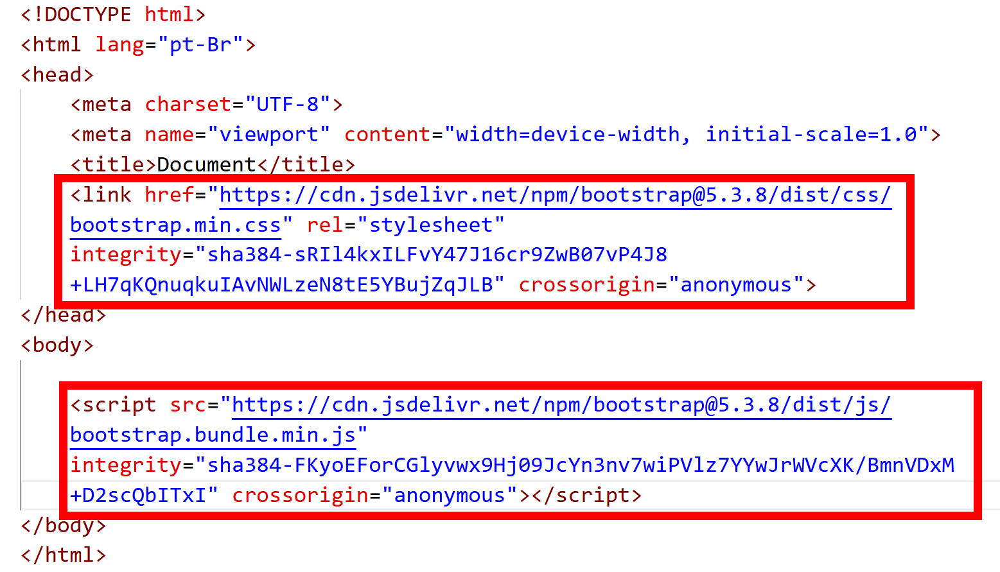 <!DOCTYPE html>
<html lang="pt-Br">
<head>
<meta charset="UTF-8">
<meta name="viewport" content="width=device-width, initial-scale=1.0">
<title>Document</title>
<link href="https://cdn.jsdelivr.net/npm/bootstrap@5.3.8/dist/css/
bootstrap.min.css" rel="stylesheet"
integrity="sha384-sRIl4kxILFvY47J16cr9ZwB07vP4J8
+LH7qKQnuqkuIAvNWLzeN8tE5YBujZqJLB" crossorigin="anonymous">
</head>
<body>
<script src="https://cdn.jsdelivr.net/npm/bootstrap@5.3.8/dist/js/
bootstrap.bundle.min.js"
integrity="sha384-FKyoEForCGlyvwx9Hj09JcYn3nv7wiPVlz7YYwJrWVcXK/BmnVDxM
+D2scQbITxI" crossorigin="anonymous"></script>
</body>
</html>